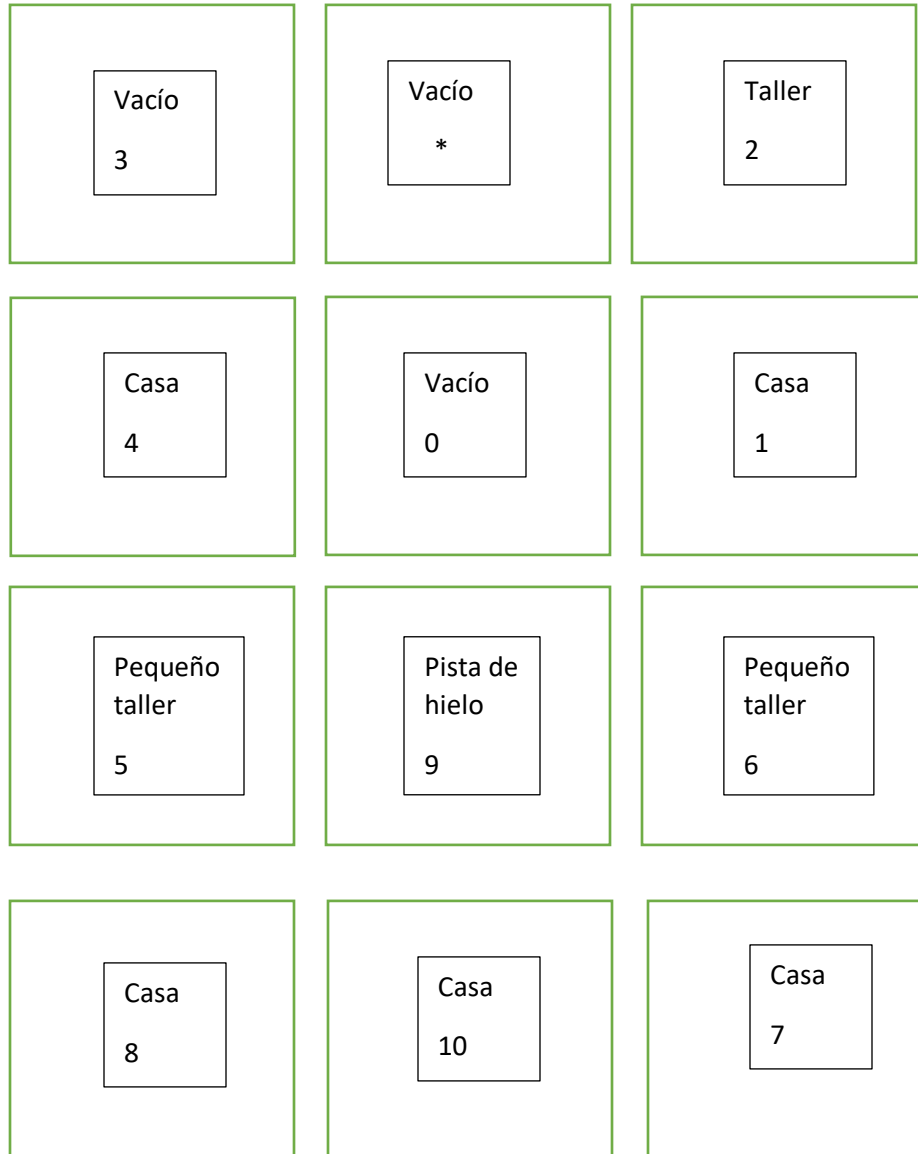 Vacío
3
Vacío
*
Taller
2
Casa
4
Vacío
0
Casa
1
Pequeño
taller
5
Pista de
hielo
9
Pequeño
taller
6
Casa
8
Casa
10
Casa
7